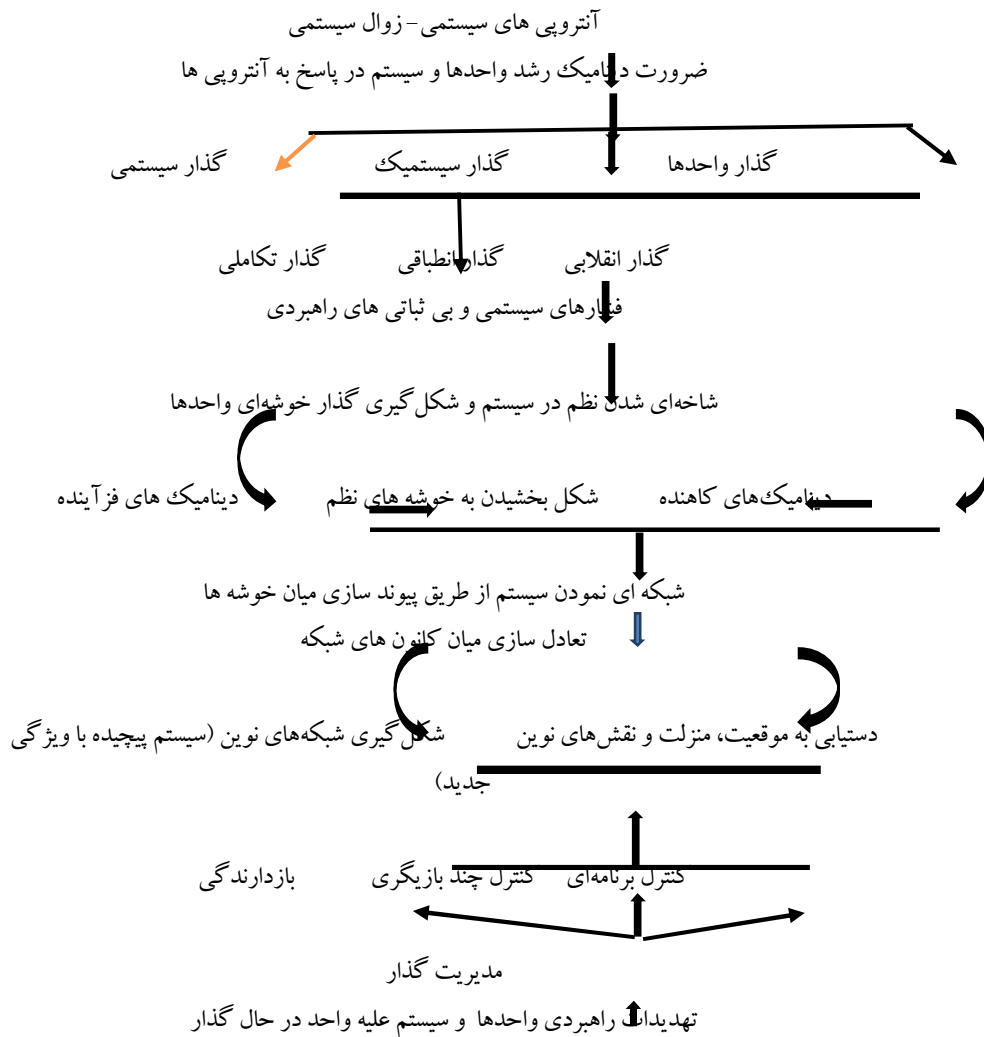 آنتروپی های سیستمی – زوال سیستمی
ضرورت دینامیک رشد واحدها و سیستم در پاسخ به آنتروپی ها
گذار واحدها گذار سیستمیک گذار سیستمی
گذار انقلابی گذار انطباقی گذار تکاملی
فشارهای سیستمی و بی ثباتی های راهبردی
شاخه‌ای شدن نظم در سیستم و شکل‌گیری گذار خوشه‌ای واحدها
دینامیک‌های کاهنده شکل بخشیدن به خوشه های نظم دینامیک های فزآینده
شبکه ای نمودن سیستم از طریق پیوند سازی میان خوشه ها
تعادل سازی میان کانون های شبکه
دستیابی به موقعیت، منزلت و نقش‌های نوین شکل‌گیری شبکه‌های نوین (سیستم پیچیده با ویژگی
جدید)
کنترل برنامه‌ای کنترل چند بازیگری بازدارندگی
مدیریت گذار
تهدیدات راهبردی واحدها و سیستم علیه واحد در حال گذار